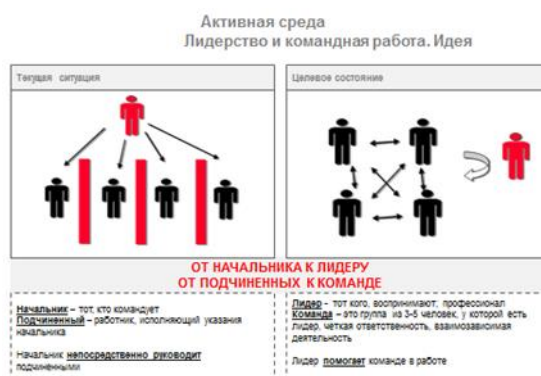 Активная среда
Лидерство и командная работа. Идея
Текущая ситуация
Целевое состояние
ОТ НАЧАЛЬНИКА К ЛИДЕРУ
ОТ ПОДЧИНЕННЫХ К КОМАНДЕ
Начальник – тот, кто командует
Подчиненный – работник, исполняющий указания
начальника
Начальник непосредственно руководит
подчиненными
Лидер - тот кого, воспринимают; профессионал
Команда – это группа из 3-5 человек, у которой есть
лидер, четкая ответственность, взаимозависимая
деятельность
Лидер помогает команде в работе